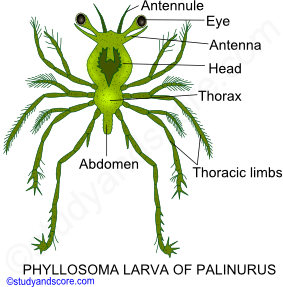 Antennule
Eye
Antenna
Head
Thorax
Abdomen
Thoracic limbs
PHYLLOSOMA LARVA OF PALINURUS
©studyandscore.com